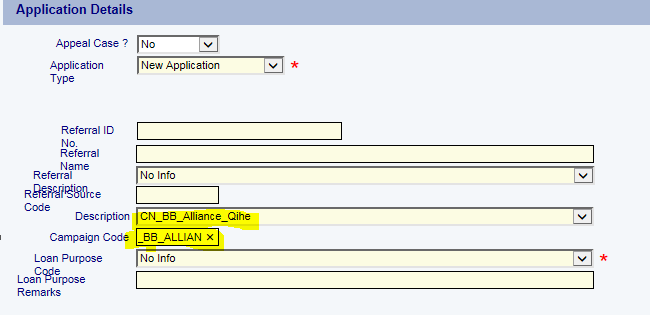 Application Details
Appeal Case ? No
Application Type New Application *
Referral ID No.
Referral Name
Referral Description No Info
Referral Source Code
Description CN_BB_Alliance_Qihe
Campaign Code _BB_ALLIAN ×
Loan Purpose Code No Info *
Loan Purpose Remarks